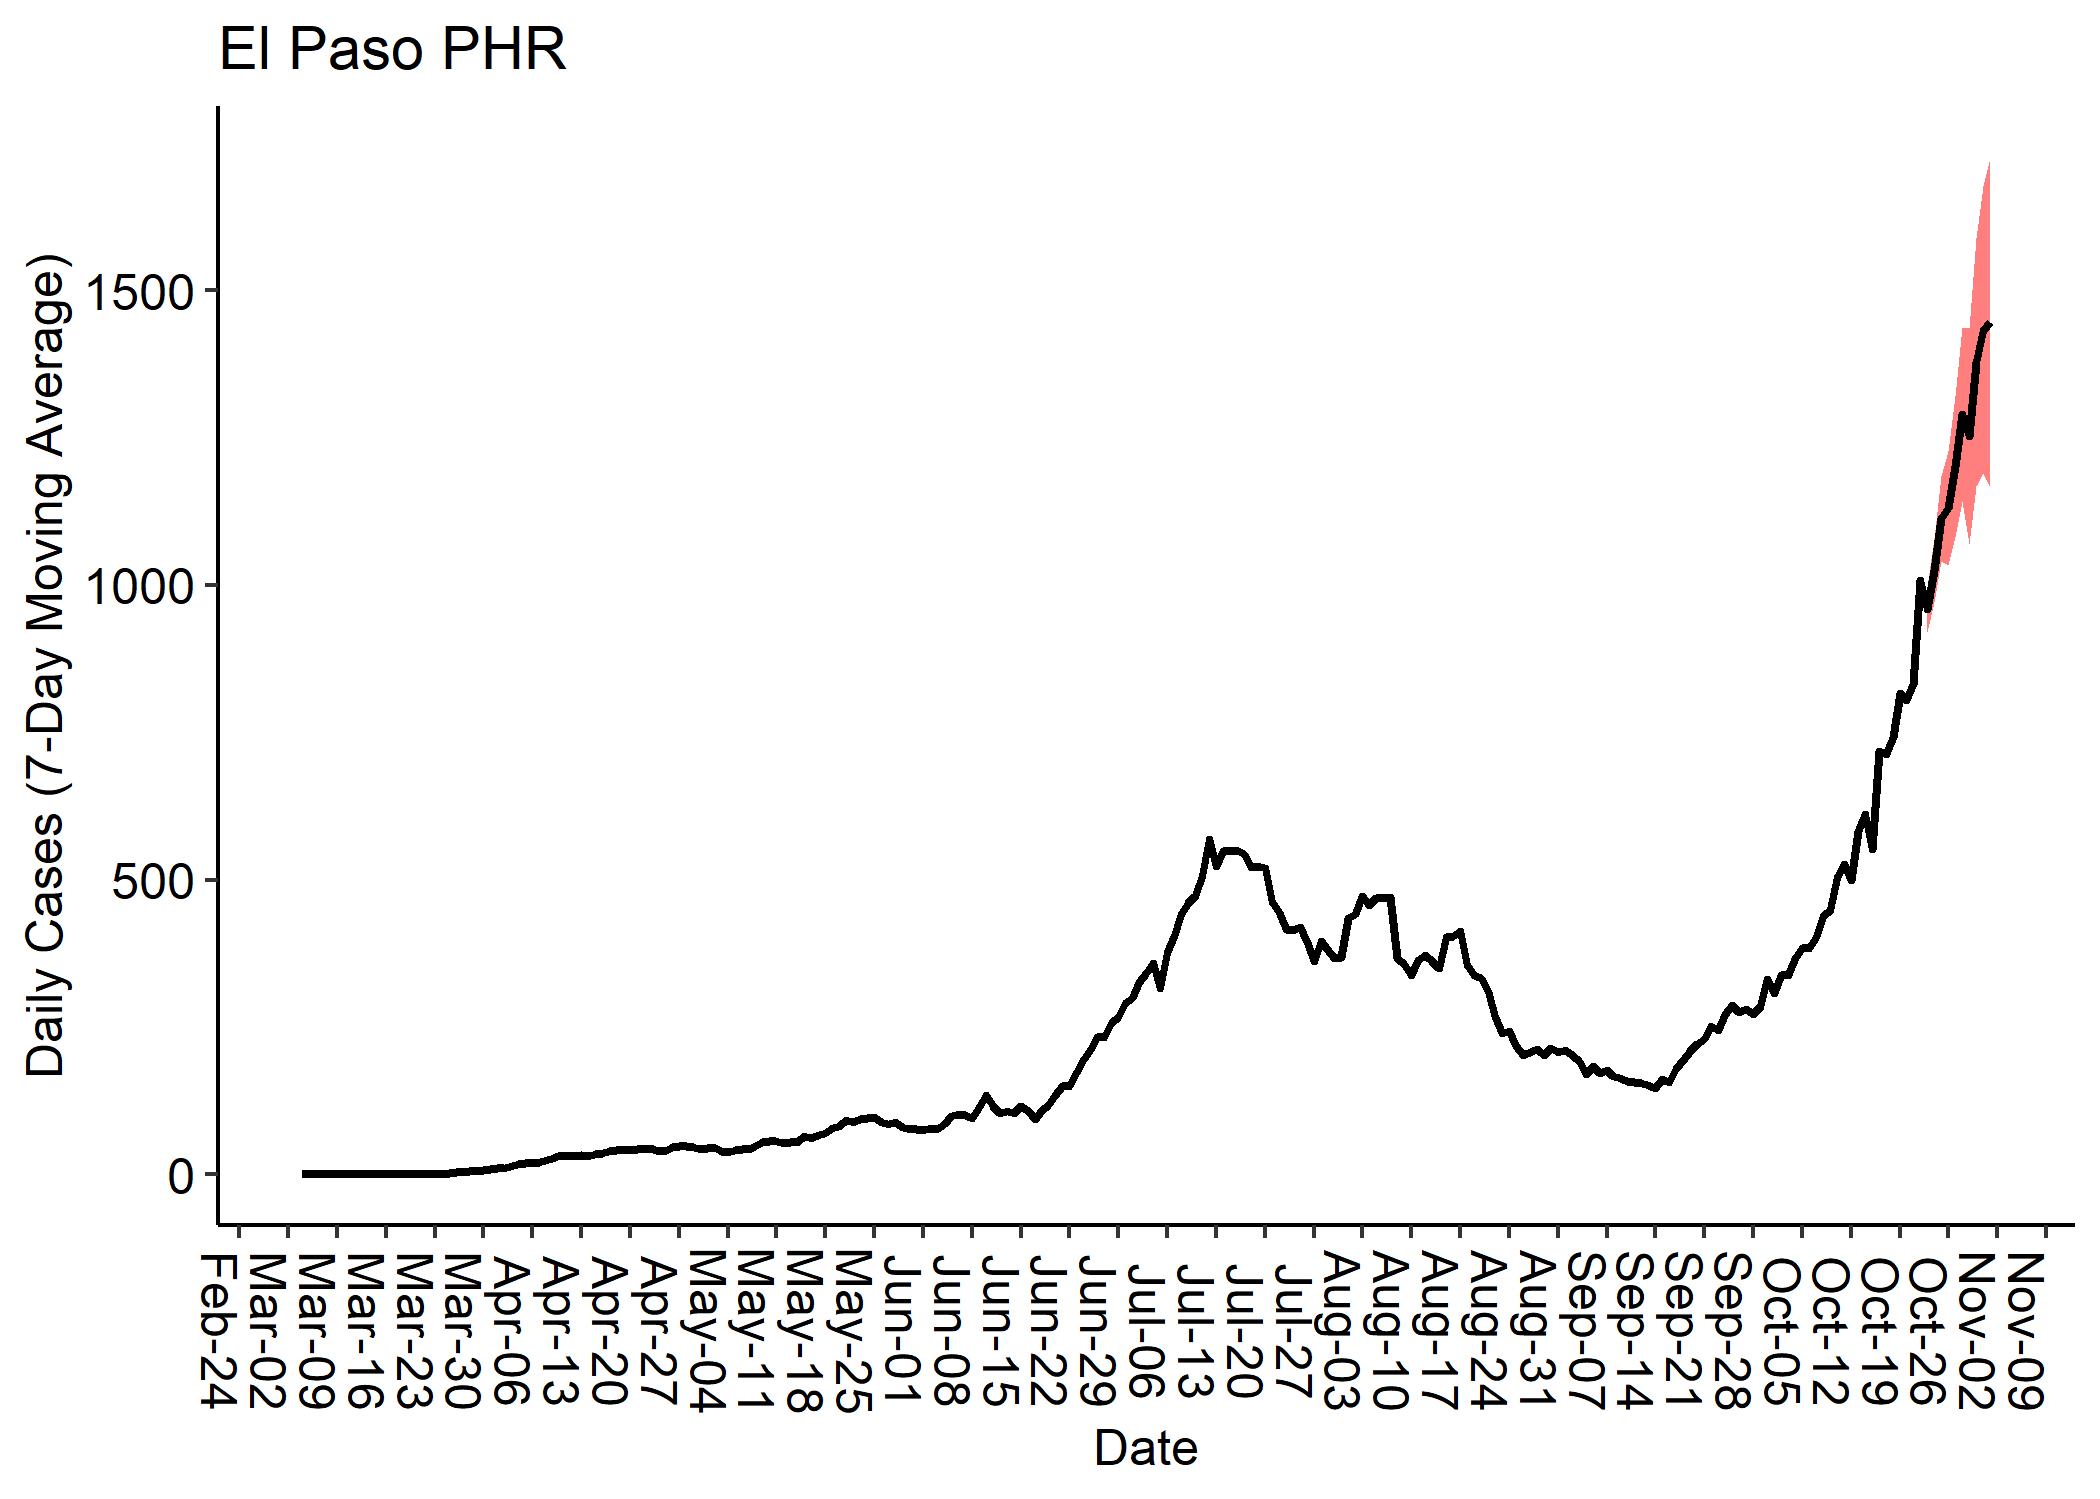 El Paso PHR
Daily Cases (7-Day Moving Average)
1500
1000
500
0
Feb-24
Mar-02
Mar-09
Mar-16
Mar-23
Mar-30
Apr-06
Apr-13
Apr-20
Apr-27
May-04
May-11
May-18
May-25
Jun-01
Jun-08
Jun-15
Jun-22
Jun-29
Jul-06
Jul-13
Jul-20
Jul-27
Aug-03
Aug-10
Aug-17
Aug-24
Aug-31
Sep-07
Sep-14
Sep-21
Sep-28
Oct-05
Oct-12
Oct-19
Oct-26
Nov-02
Nov-09
Date